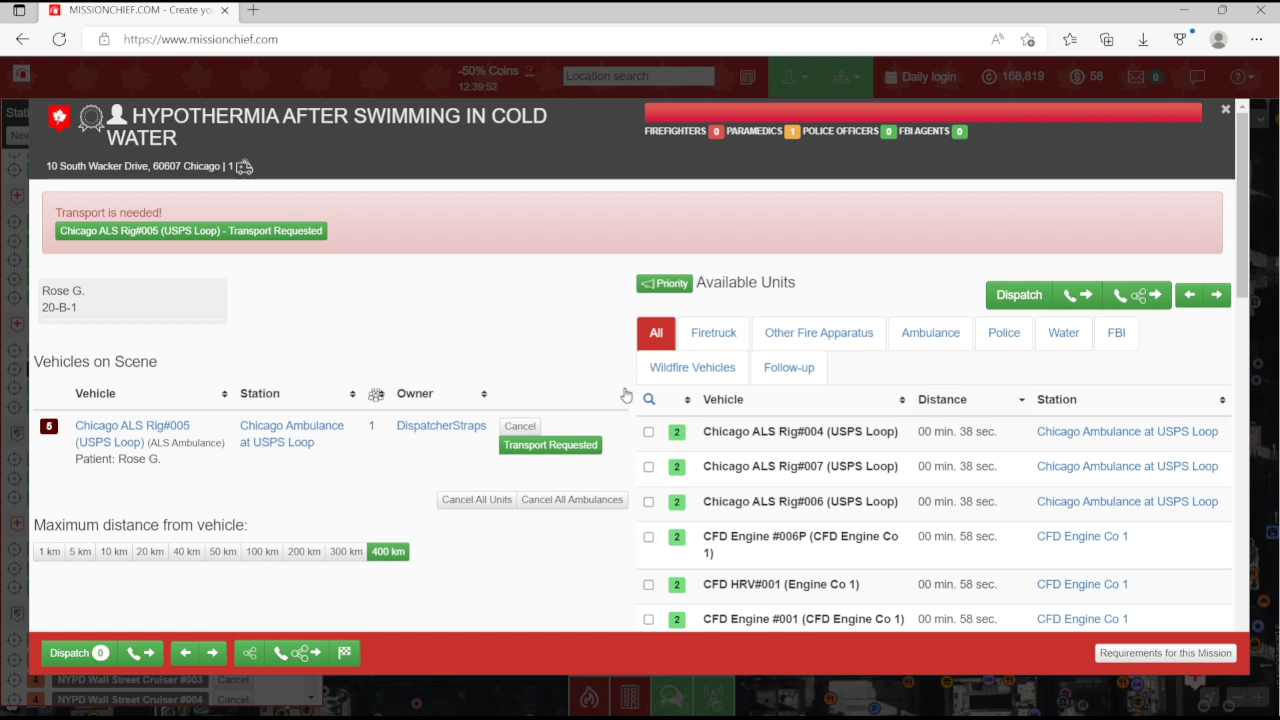 MISSIONCHIEF.COM - Create yo
https://www.missionchief.com
-50% Coins
12:39:52
Location search
Daily login
168,819
58
0
Stati
New
HYPOTHERMIA AFTER SWIMMING IN COLD
WATER
10 South Wacker Drive, 60607 Chicago | 1
FIREFIGHTERS 0 PARAMEDICS 1 POLICE OFFICERS 0 FBI AGENTS 0
Transport is needed!
Chicago ALS Rig#005 (USPS Loop) - Transport Requested
Rose G.
20-B-1
Vehicles on Scene
Vehicle Station Owner
5 Chicago ALS Rig#005 Chicago Ambulance 1 DispatcherStraps Cancel
(USPS Loop) (ALS Ambulance) at USPS Loop Transport Requested
Patient: Rose G.
Cancel All Units Cancel All Ambulances
Maximum distance from vehicle:
1 km 5 km 10 km 20 km 40 km 50 km 100 km 200 km 300 km 400 km
Priority Available Units
Dispatch
All Firetruck Other Fire Apparatus Ambulance Police Water FBI
Wildfire Vehicles Follow-up
Vehicle Distance Station
2 Chicago ALS Rig#004 (USPS Loop) 00 min. 38 sec. Chicago Ambulance at USPS Loop
2 Chicago ALS Rig#007 (USPS Loop) 00 min. 38 sec. Chicago Ambulance at USPS Loop
2 Chicago ALS Rig#006 (USPS Loop) 00 min. 38 sec. Chicago Ambulance at USPS Loop
2 CFD Engine #006P (CFD Engine Co 00 min. 58 sec. CFD Engine Co 1
1)
2 CFD HRV#001 (Engine Co 1) 00 min. 58 sec. CFD Engine Co 1
2 CFD Engine #001 (CFD Engine Co 1) 00 min. 58 sec. CFD Engine Co 1
Dispatch 0
Requirements for this Mission
4 NYPD Wall Street Cruiser #003 Cancel
4 NYPD Wall Street Cruiser #004 Cancel